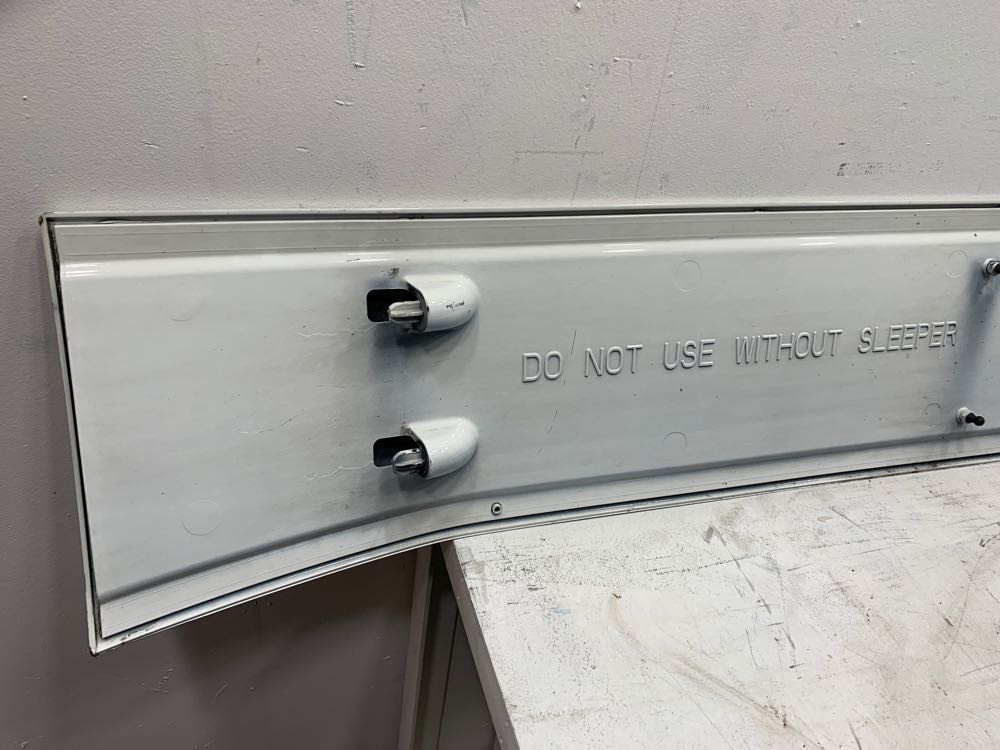 DO NOT USE WITHOUT SLEEPER